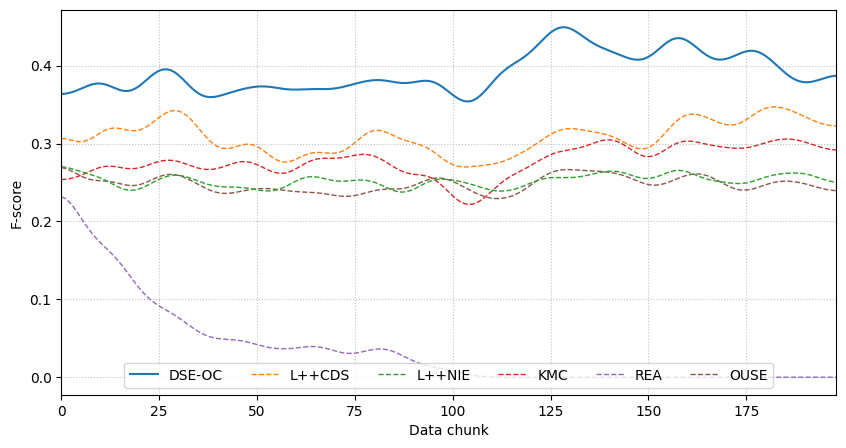 F-score
0.4
0.3
0.2
0.1
0.0
DSE-OC L++CDS L++NIE KMC REA OUSE
0 25 50 75 100 125 150 175
Data chunk